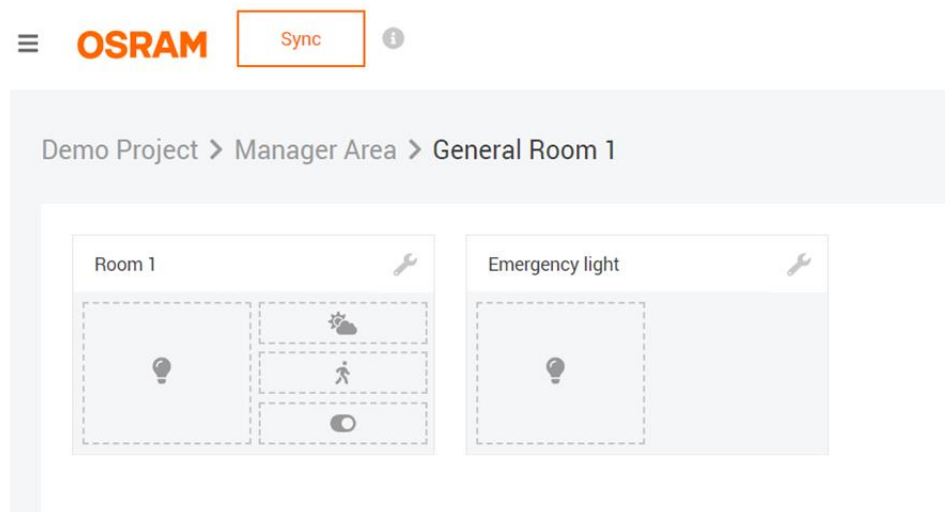 OSRAM Sync
Demo Project > Manager Area > General Room 1
Room 1 Emergency light